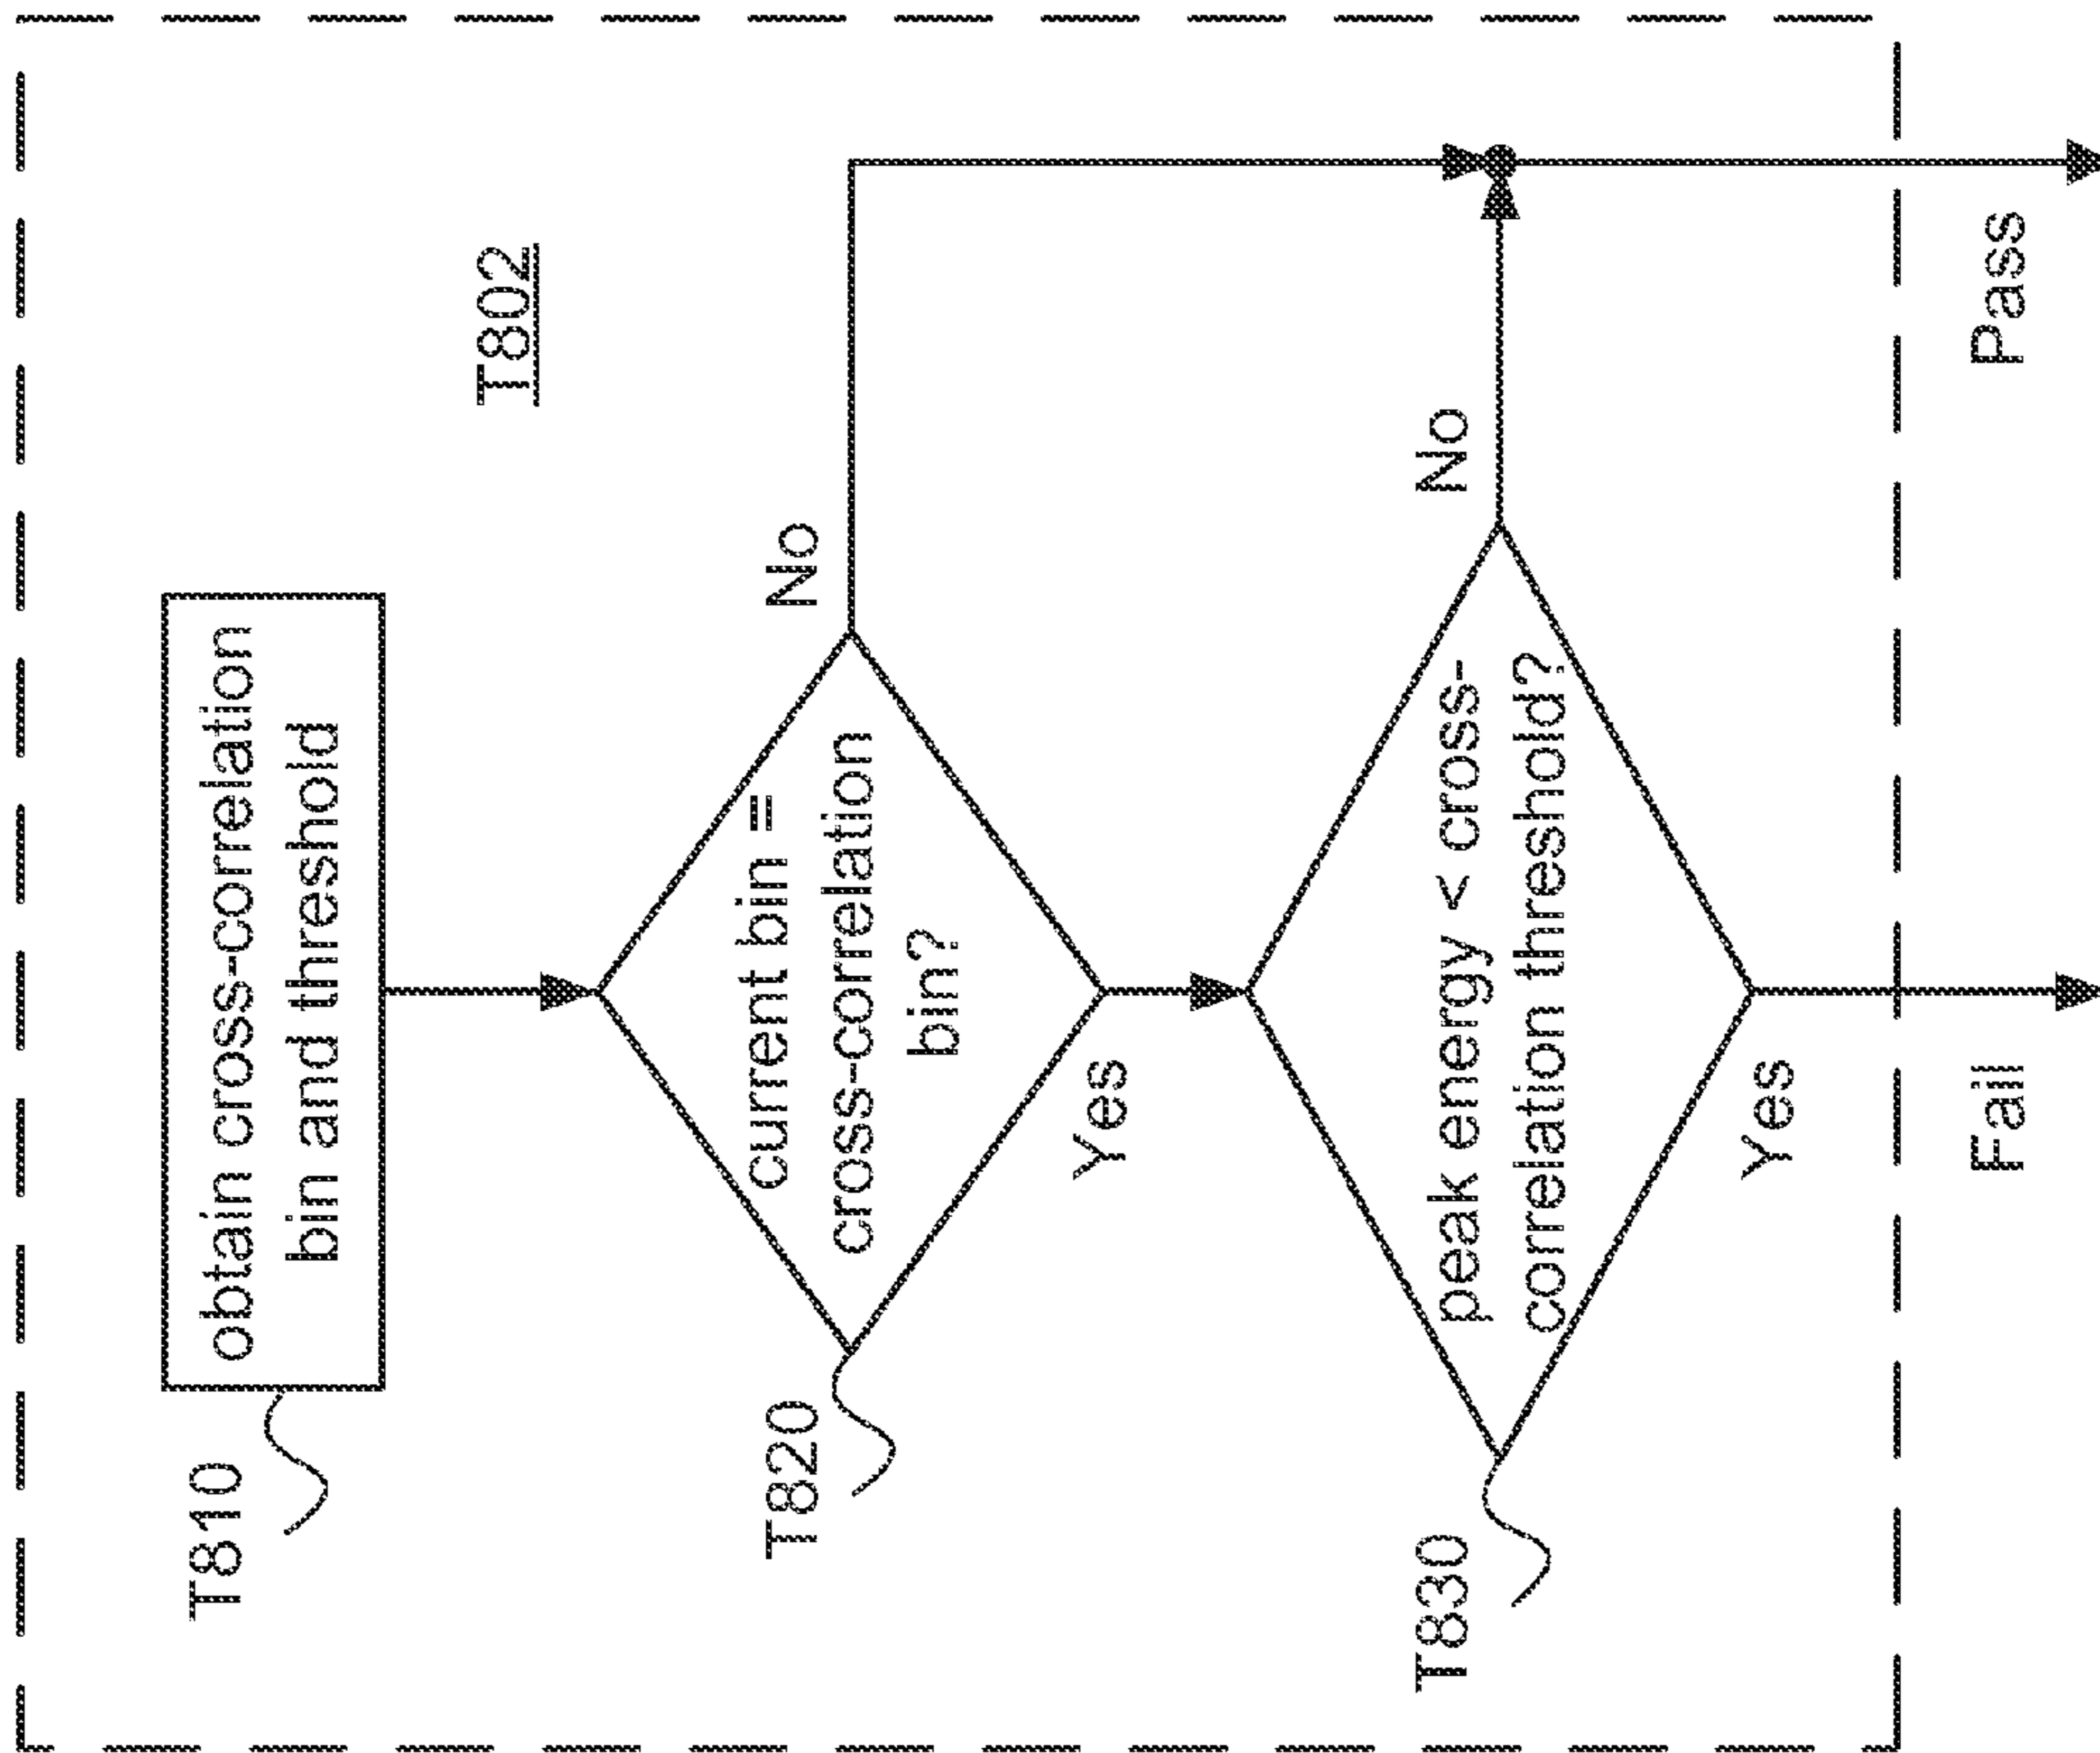 T810
obtain cross-correlation
bin and threshold
T802
T820
current bin =
cross-correlation
bin?
No
Yes
T830
peak energy < cross-
correlation threshold?
No
Yes
Fail
Pass